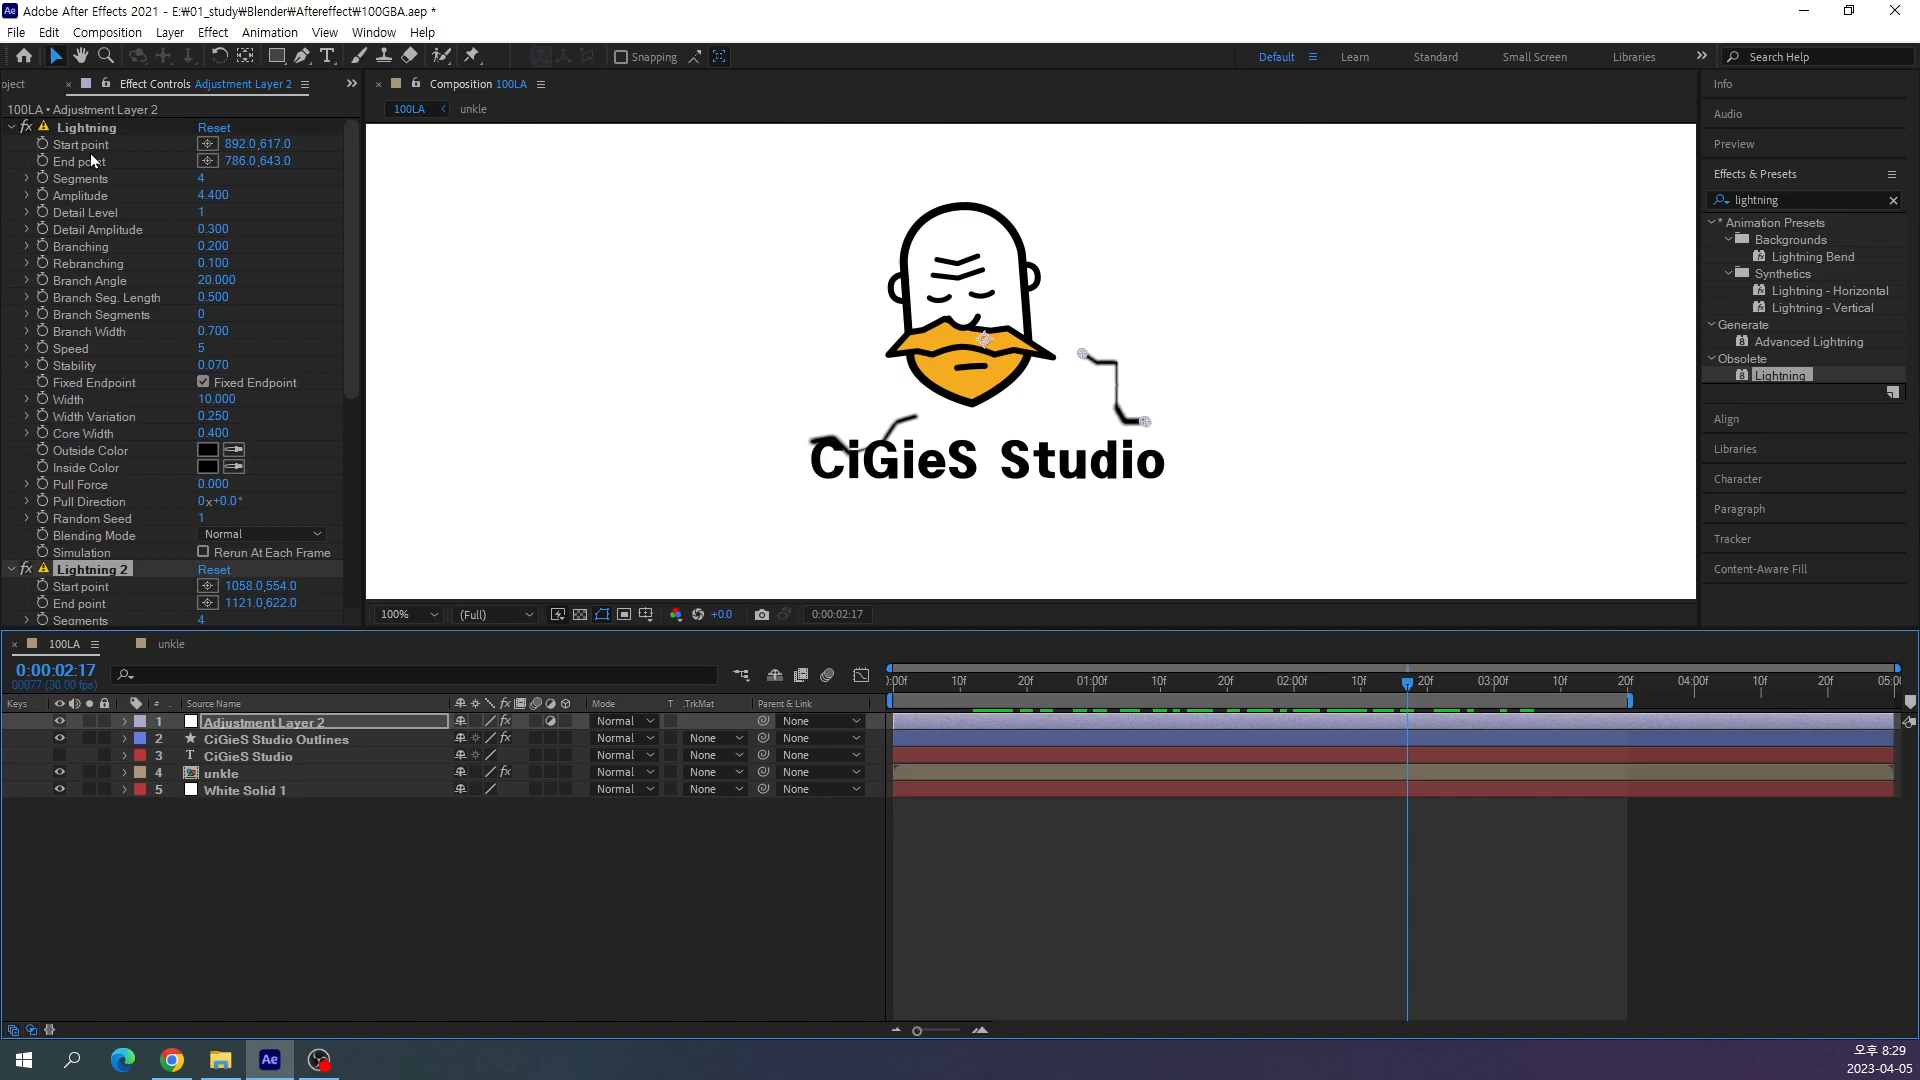 Ae Adobe After Effects 2021 - E:₩01_study₩Blender₩Aftereffect₩100GBA.aep *
File Edit Composition Layer Effect Animation View Window Help
Snapping Default Learn Standard Small Screen Libraries Search Help
oject Effect Controls Adjustment Layer 2 Composition 100LA
100LA unkle
100LA • Adjustment Layer 2
fx Lightning Reset
Start point 892.0,617.0
End point 786.0,643.0
Segments 4
Amplitude 4.400
Detail Level 1
Detail Amplitude 0.300
Branching 0.200
Rebranching 0.100
Branch Angle 20.000
Branch Seg. Length 0.500
Branch Segments 0
Branch Width 0.700
Speed 5
Stability 0.070
Fixed Endpoint Fixed Endpoint
Width 10.000
Width Variation 0.250
Core Width 0.400
Outside Color
Inside Color
Pull Force 0.000
Pull Direction 0x+0.0°
Random Seed 1
Blending Mode Normal
Simulation Rerun At Each Frame
fx Lightning 2 Reset
Start point 1058.0,554.0
End point 1121.0,622.0
Segments 4
CiGieS Studio
100% (Full) +0.0 0:00:02:17
Info
Audio
Preview
Effects & Presets
lightning
* Animation Presets
Backgrounds
Lightning Bend
Synthetics
Lightning - Horizontal
Lightning - Vertical
Generate
Advanced Lightning
Obsolete
Lightning
Align
Libraries
Character
Paragraph
Tracker
Content-Aware Fill
100LA unkle
0:00:02:17
00077 (30.00 fps)
):00f 10f 20f 01:00f 10f 20f 02:00f 10f 20f 03:00f 10f 20f 04:00f 10f 20f 05:00
Keys # Source Name fx Mode T .TrkMat Parent & Link
1 Adjustment Layer 2 fx Normal None
2 CiGieS Studio Outlines fx Normal None None
3 T CiGieS Studio Normal None None
4 unkle fx Normal None None
5 White Solid 1 Normal None None
Ae
오후 8:29
2023-04-05